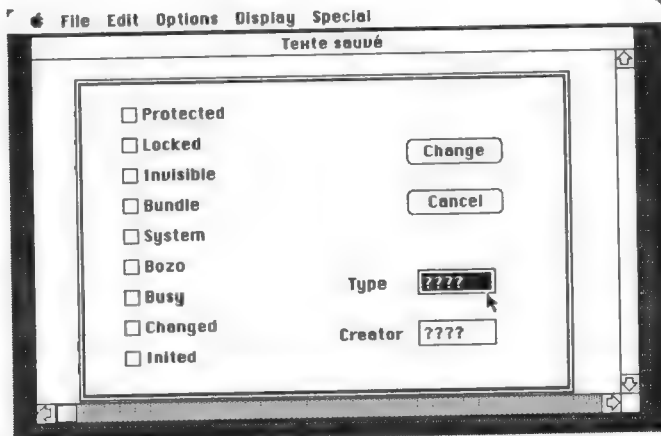 File Edit Options Display Special
Texte sauvé
Protected
Locked
Invisible
Bundle
System
Bozo
Busy
Changed
Inited
Change
Cancel
Type ????
Creator ????